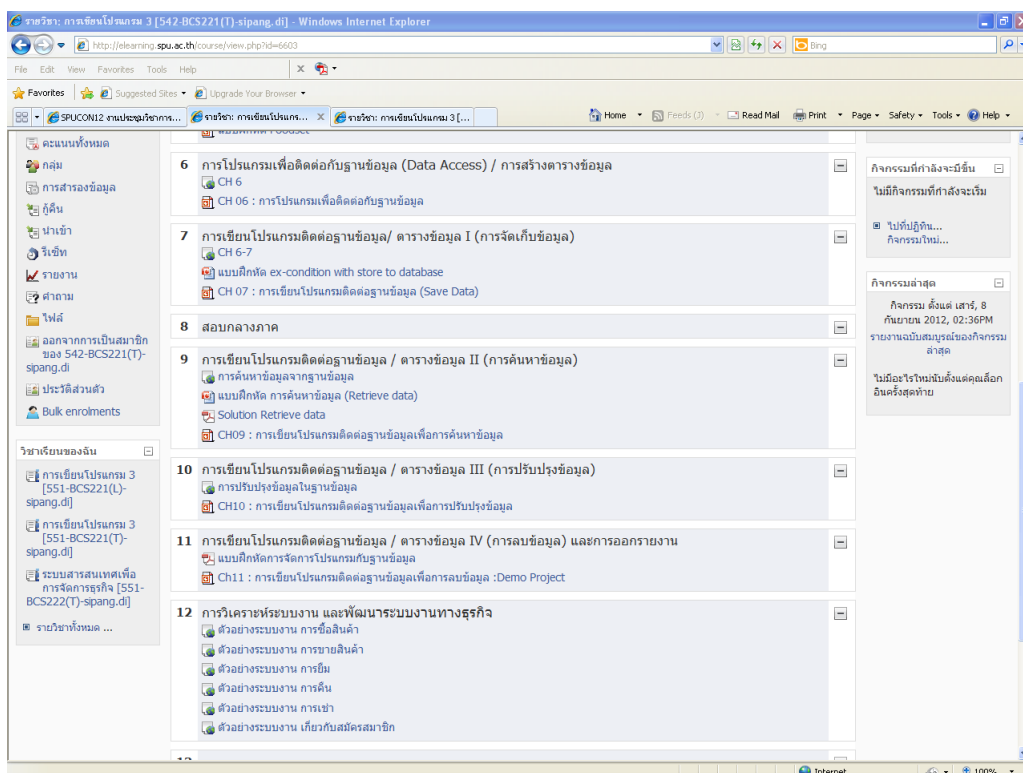 รายวิชา: การเขียนโปรแกรม 3 [542-BCS221(T)-sipang.di] - Windows Internet Explorer
http://elearning.spu.ac.th/course/view.php?id=6603
Bing
File Edit View Favorites Tools Help
Favorites Suggested Sites Upgrade Your Browser
SPUCON12 งานประชุมวิชาการ... รายวิชา: การเขียนโปรแกร... X รายวิชา: การเขียนโปรแกรม 3 [... Home Feeds (J) Read Mail Print Page Safety Tools Help
คะแนนทั้งหมด
กลุ่ม
การสำรองข้อมูล
กู้คืน
นำเข้า
รีเซ็ท
รายงาน
คำถาม
ไฟล์
ออกจากการเป็นสมาชิก
ของ 542-BCS221(T)-
sipang.di
ประวัติส่วนตัว
Bulk enrolments
วิชาเรียนของฉัน
การเขียนโปรแกรม 3
[551-BCS221(L)-
sipang.di]
การเขียนโปรแกรม 3
[551-BCS221(T)-
sipang.di]
ระบบสารสนเทศเพื่อ
การจัดการธุรกิจ [551-
BCS222(T)-sipang.di]
รายวิชาทั้งหมด ...
6 การโปรแกรมเพื่อติดต่อกับฐานข้อมูล (Data Access) / การสร้างตารางข้อมูล
CH 6
CH 06 : การโปรแกรมเพื่อติดต่อกับฐานข้อมูล
7 การเขียนโปรแกรมติดต่อฐานข้อมูล/ ตารางข้อมูล I (การจัดเก็บข้อมูล)
CH 6-7
แบบฝึกหัด ex-condition with store to database
CH 07 : การเขียนโปรแกรมติดต่อฐานข้อมูล (Save Data)
8 สอบกลางภาค
9 การเขียนโปรแกรมติดต่อฐานข้อมูล / ตารางข้อมูล II (การค้นหาข้อมูล)
การค้นหาข้อมูลจากฐานข้อมูล
แบบฝึกหัด การค้นหาข้อมูล (Retrieve data)
Solution Retrieve data
CH09 : การเขียนโปรแกรมติดต่อฐานข้อมูลเพื่อการค้นหาข้อมูล
10 การเขียนโปรแกรมติดต่อฐานข้อมูล / ตารางข้อมูล III (การปรับปรุงข้อมูล)
การปรับปรุงข้อมูลในฐานข้อมูล
CH10 : การเขียนโปรแกรมติดต่อฐานข้อมูลเพื่อการปรับปรุงข้อมูล
11 การเขียนโปรแกรมติดต่อฐานข้อมูล / ตารางข้อมูล IV (การลบข้อมูล) และการออกรายงาน
แบบฝึกหัดการจัดการโปรแกรมกับฐานข้อมูล
Ch11 : การเขียนโปรแกรมติดต่อฐานข้อมูลเพื่อการลบข้อมูล :Demo Project
12 การวิเคราะห์ระบบงาน และพัฒนาระบบงานทางธุรกิจ
ตัวอย่างระบบงาน การซื้อสินค้า
ตัวอย่างระบบงาน การขายสินค้า
ตัวอย่างระบบงาน การยืม
ตัวอย่างระบบงาน การคืน
ตัวอย่างระบบงาน การเช่า
ตัวอย่างระบบงาน เกี่ยวกับสมัครสมาชิก
กิจกรรมที่กำลังจะมีขึ้น
ไม่มีกิจกรรมที่กำลังจะเริ่ม
ไปที่ปฏิทิน...
กิจกรรมใหม่...
กิจกรรมล่าสุด
กิจกรรม ตั้งแต่ เสาร์, 8
กันยายน 2012, 02:36PM
รายงานฉบับสมบูรณ์ของกิจกรรม
ล่าสุด
ไม่มีอะไรใหม่นับตั้งแต่คุณล็อก
อินครั้งสุดท้าย
Internet 100%